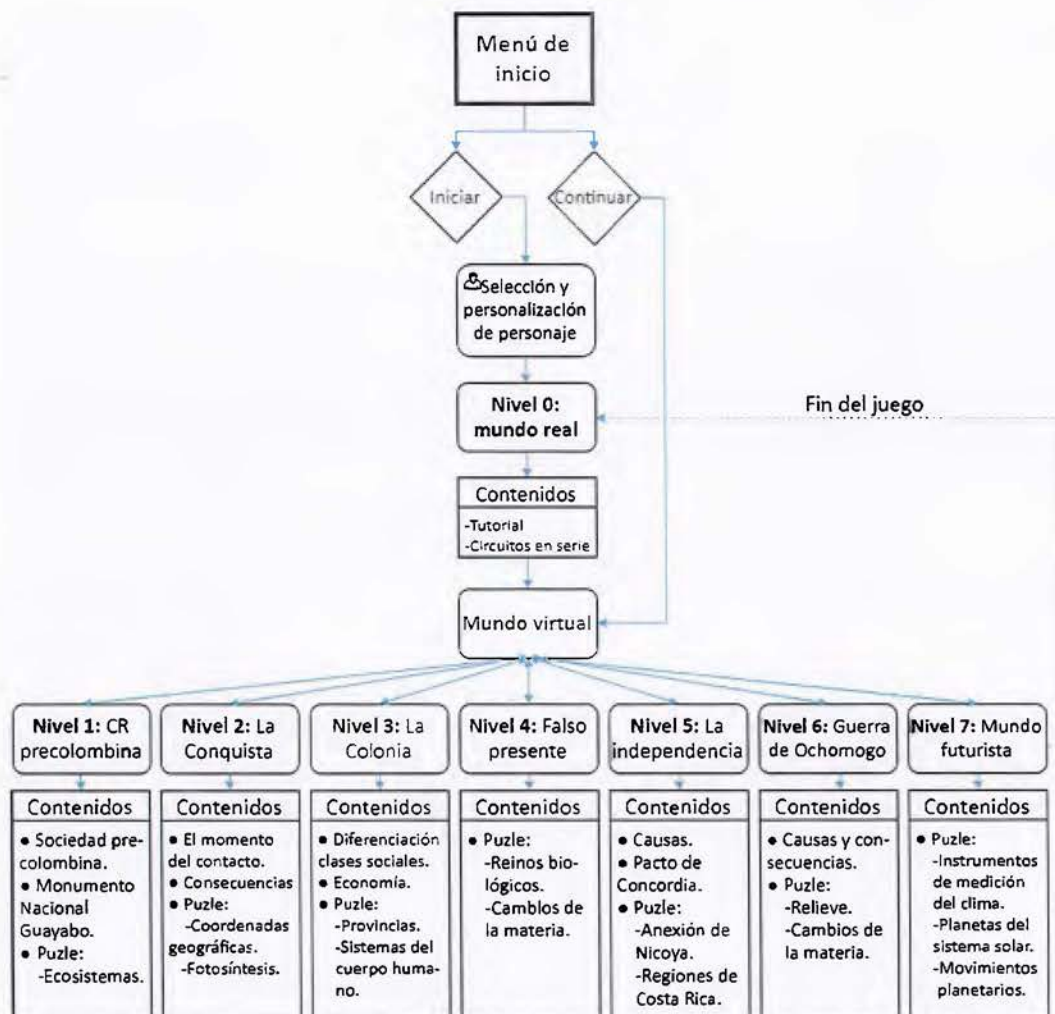 Menú de
inicio
Iniciar
Continuar
Selección y
personalización
de personaje
Nivel 0:
mundo real
Fin del juego
Contenidos
-Tutorial
-Circuitos en serie
Mundo virtual
Nivel 1: CR
precolombina
Contenidos
● Sociedad pre-
colombina.
● Monumento
Nacional
Guayabo.
● Puzle:
-Ecosistemas.
Nivel 2: La
Conquista
Contenidos
● El momento
del contacto.
● Consecuencias
● Puzle:
-Coordenadas
geográficas.
-Fotosíntesis.
Nivel 3: La
Colonia
Contenidos
● Diferenciación
clases sociales.
● Economía.
● Puzle:
-Provincias.
-Sistemas del
cuerpo huma-
no.
Nivel 4: Falso
presente
Contenidos
● Puzle:
-Reinos bio-
lógicos.
-Cambios de
la materia.
Nivel 5: La
independencia
Contenidos
● Causas.
● Pacto de
Concordia.
● Puzle:
-Anexión de
Nicoya.
-Regiones de
Costa Rica.
Nivel 6: Guerra
de Ochomogo
Contenidos
● Causas y con-
secuencias.
● Puzle:
-Relieve.
-Cambios de
la materia.
Nivel 7: Mundo
futurista
Contenidos
● Puzle:
-Instrumentos
de medición
del clima.
-Planetas del
sistema solar.
-Movimientos
planetarios.